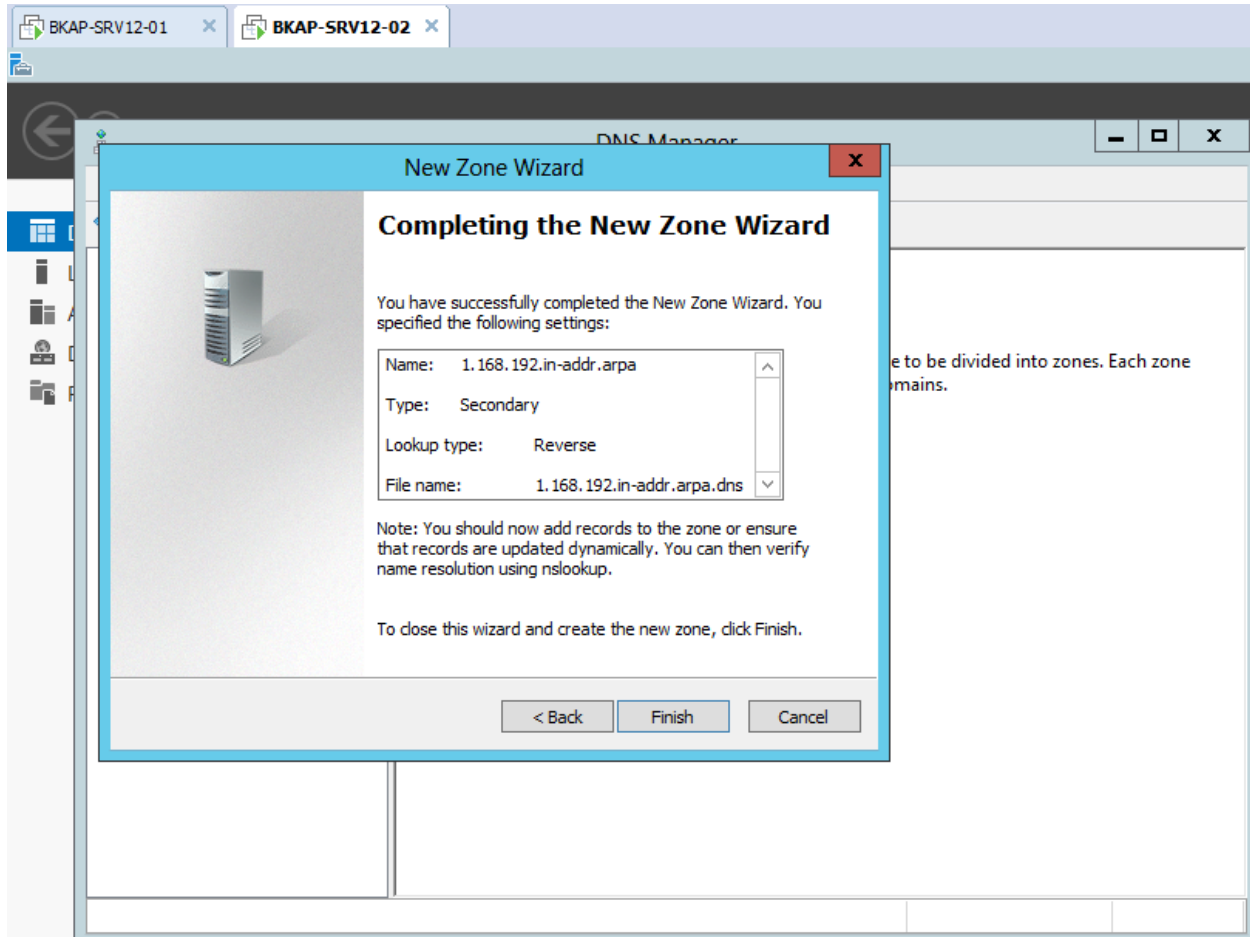 BKAP-SRV12-01
BKAP-SRV12-02
DNS Manager
New Zone Wizard
Completing the New Zone Wizard
You have successfully completed the New Zone Wizard. You
specified the following settings:
Name: 1.168.192.in-addr.arpa
Type: Secondary
Lookup type: Reverse
File name: 1.168.192.in-addr.arpa.dns
e to be divided into zones. Each zone
mains.
Note: You should now add records to the zone or ensure
that records are updated dynamically. You can then verify
name resolution using nslookup.
To close this wizard and create the new zone, click Finish.
< Back
Finish
Cancel